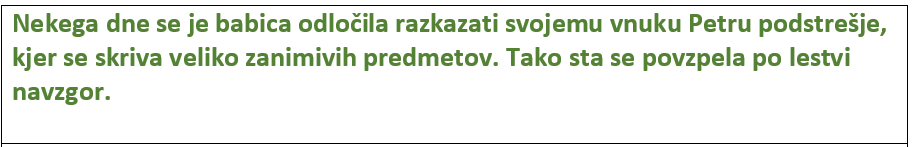 Nekega dne se je babica odločila razkazati svojemu vnuku Petru podstrešje,
kjer se skriva veliko zanimivih predmetov. Tako sta se povzpela po lestvi
navzgor.